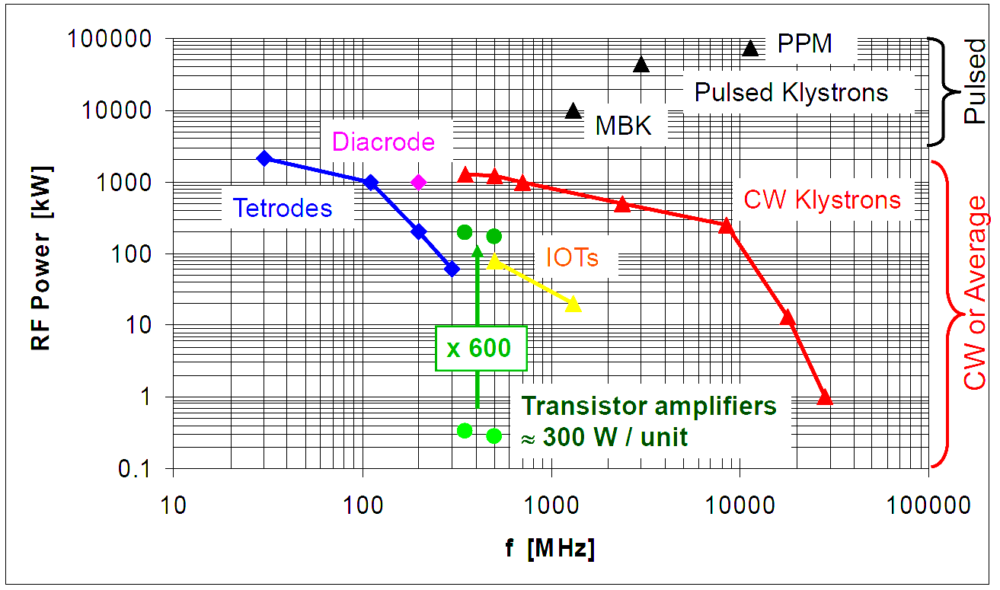 100000
10000
1000
100
10
1
0.1
RF Power [kW]
10
100
1000
10000
100000
f [MHz]
PPM
Pulsed Klystrons
MBK
Diacrode
Tetrodes
CW Klystrons
IOTs
x 600
Transistor amplifiers
≈ 300 W / unit
Pulsed
CW or Average